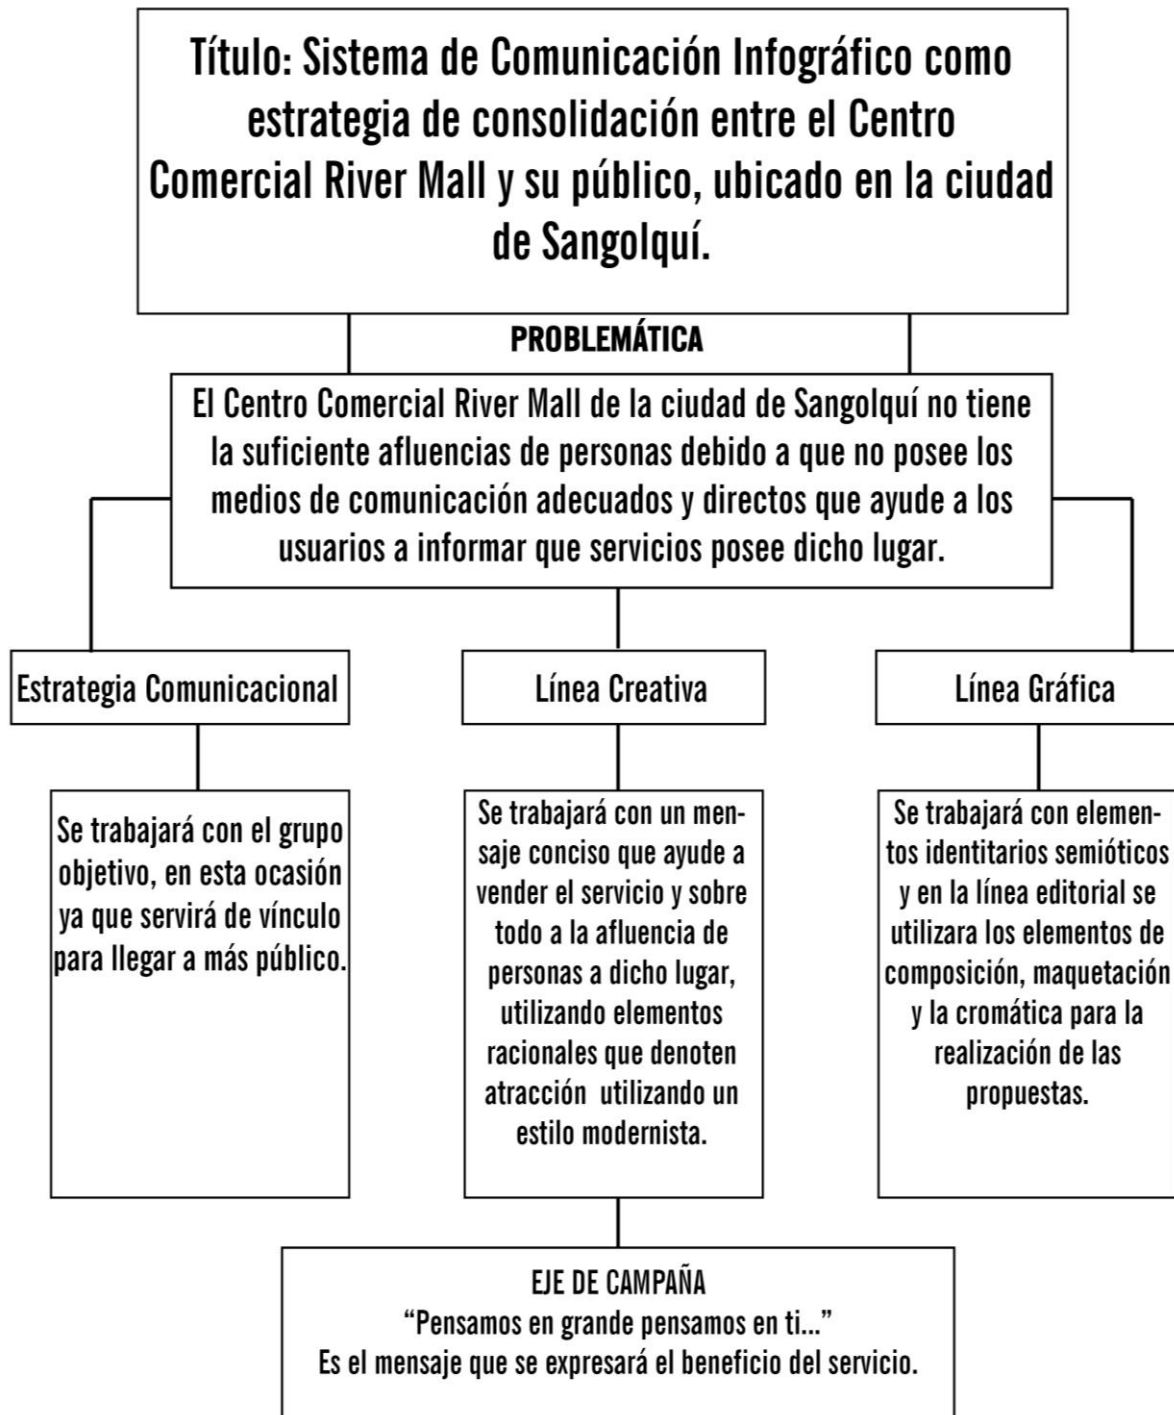 Título: Sistema de Comunicación Infográfico como
estrategia de consolidación entre el Centro
Comercial River Mall y su público, ubicado en la ciudad
de Sangolquí.
PROBLEMÁTICA
El Centro Comercial River Mall de la ciudad de Sangolquí no tiene
la suficiente afluencias de personas debido a que no posee los
medios de comunicación adecuados y directos que ayude a los
usuarios a informar que servicios posee dicho lugar.
Estrategia Comunicacional
Se trabajará con el grupo
objetivo, en esta ocasión
ya que servirá de vínculo
para llegar a más público.
Línea Creativa
Se trabajará con un men-
saje conciso que ayude a
vender el servicio y sobre
todo a la afluencia de
personas a dicho lugar,
utilizando elementos
racionales que denoten
atracción utilizando un
estilo modernista.
Línea Gráfica
Se trabajará con elemen-
tos identitarios semióticos
y en la línea editorial se
utilizara los elementos de
composición, maquetación
y la cromática para la
realización de las
propuestas.
EJE DE CAMPAÑA
“Pensamos en grande pensamos en ti...”
Es el mensaje que se expresará el beneficio del servicio.